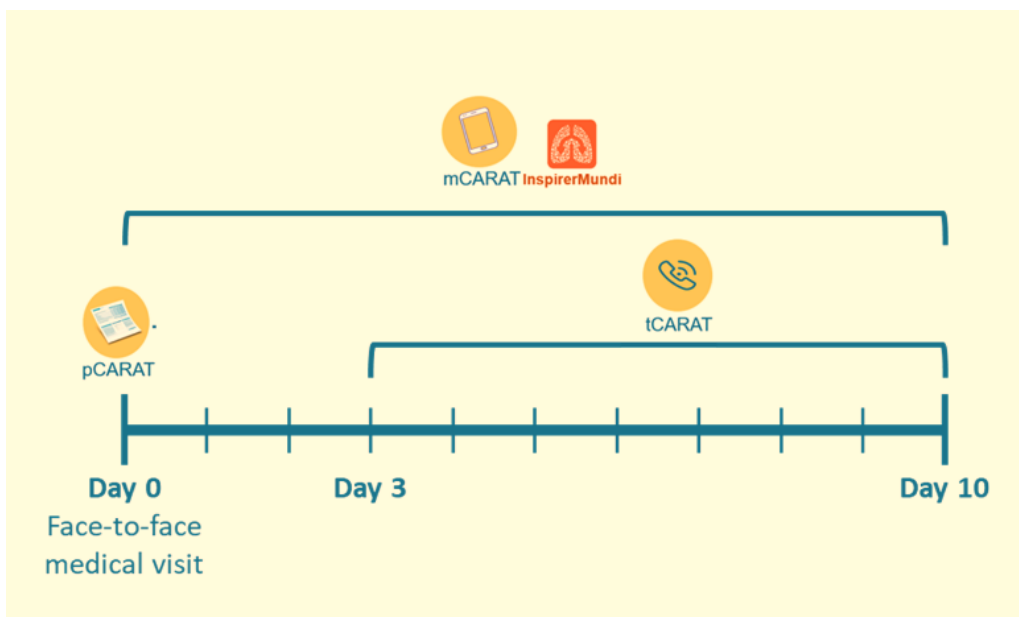 mCARAT InspirerMundi
tCARAT
pCARAT
Day 0
Day 3
Day 10
Face-to-face
medical visit